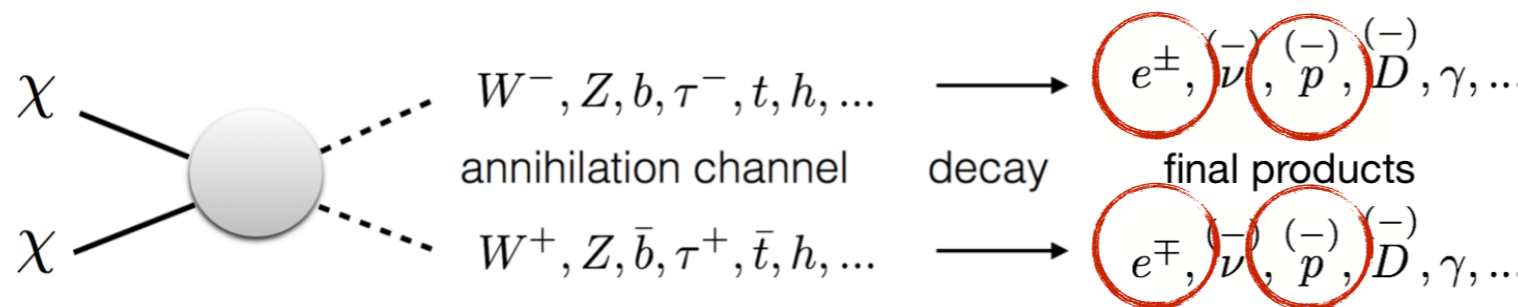 χ W⁻, Z, b, τ⁻, t, h, ... e^±, ν^(−), p^(−), D^(−), γ, ...
annihilation channel decay final products
χ W⁺, Z, b̄, τ⁺, t̄, h, ... e^∓, ν^(−), p^(−), D^(−), γ, ...